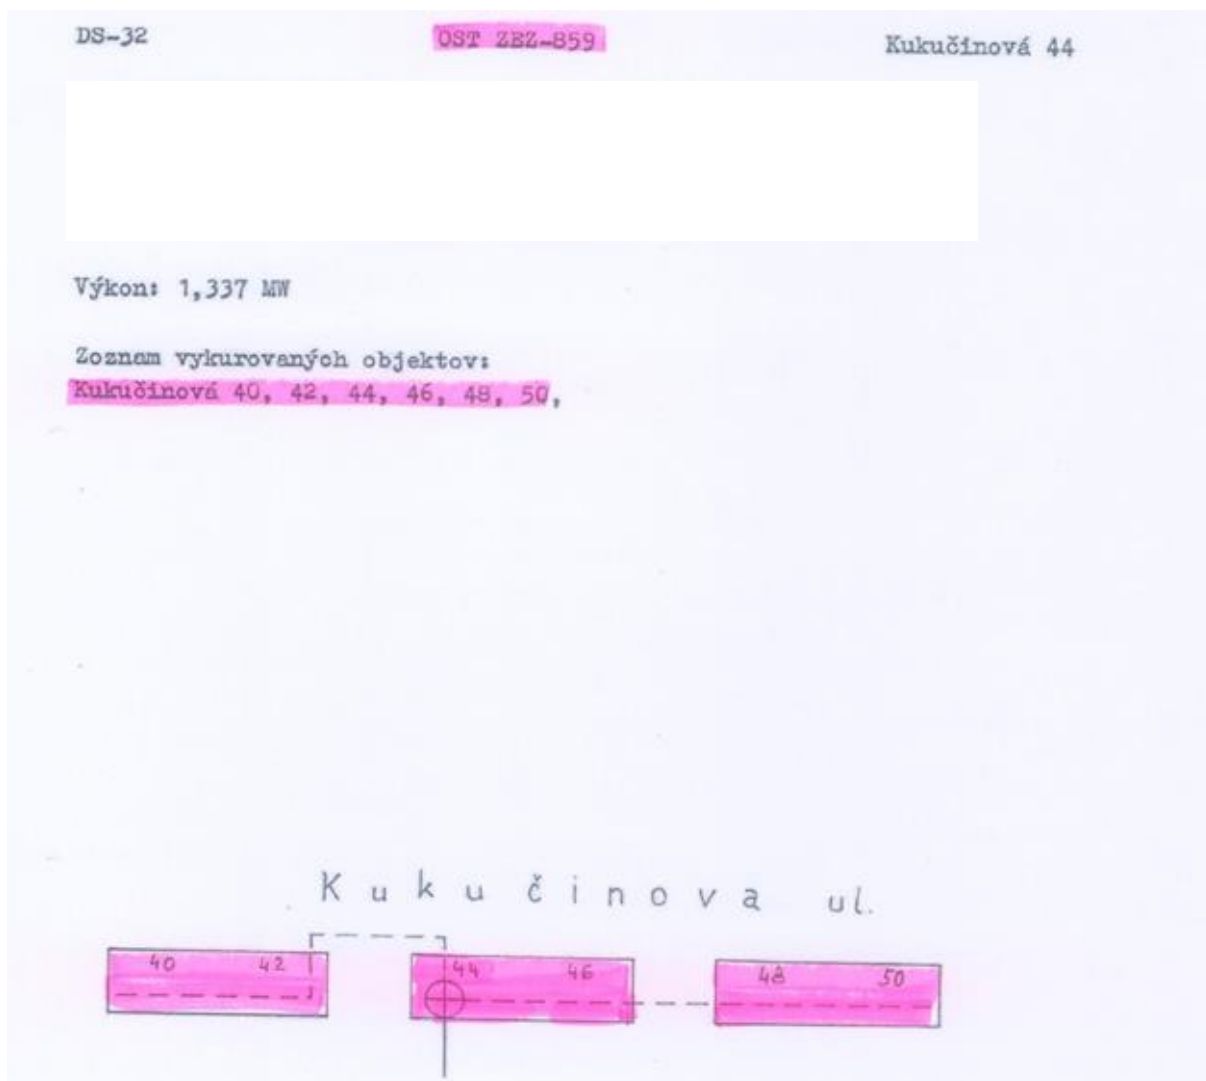 DS-32 OST ZEZ-859 Kukučínová 44
Výkon: 1,337 MW
Zoznam vykurovaných objektov:
Kukučínová 40, 42, 44, 46, 48, 50,
Kukučinova ul.
40 42 44 46 48 50